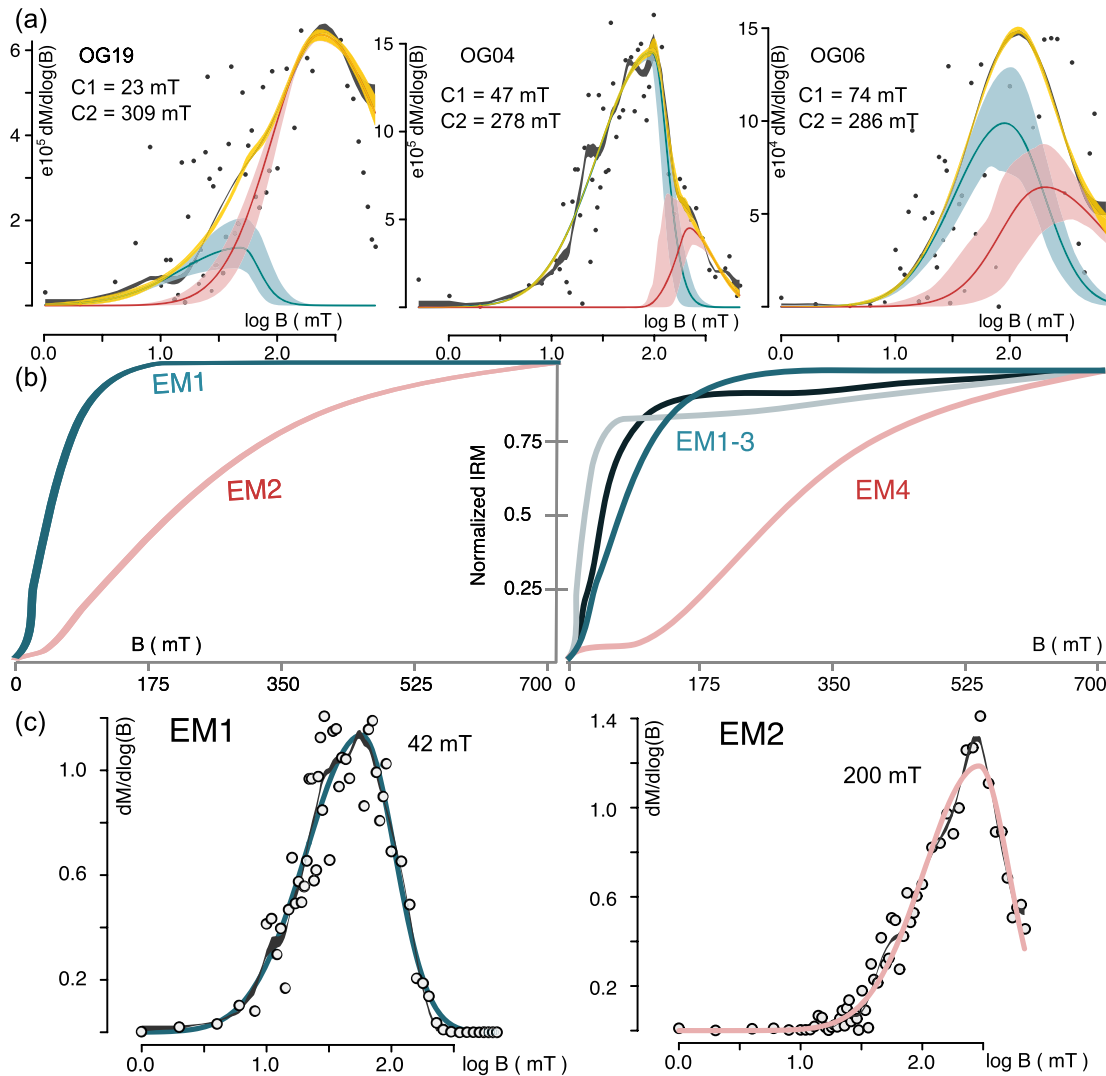 (a)
OG19
C1 = 23 mT
C2 = 309 mT
e10⁵ dM/dlog(B)
6
4
2
log B ( mT )
0.0 1.0 2.0
OG04
C1 = 47 mT
C2 = 278 mT
e10⁵ dM/dlog(B)
15
10
5
log B ( mT )
0.0 1.0 2.0
OG06
C1 = 74 mT
C2 = 286 mT
e10⁴ dM/dlog(B)
15
10
5
log B ( mT )
0.0 1.0 2.0
(b)
EM1
EM2
B ( mT )
0 175 350 525 700
Normalized IRM
0.75
0.5
0.25
EM1-3
EM4
B ( mT )
0 175 350 525 700
(c)
EM1
42 mT
dM/dlog(B)
1.0
0.6
0.2
0.0 1.0 2.0 log B ( mT )
EM2
200 mT
dM/dlog(B)
1.4
1.0
0.6
0.2
0.0 1.0 2.0 log B ( mT )